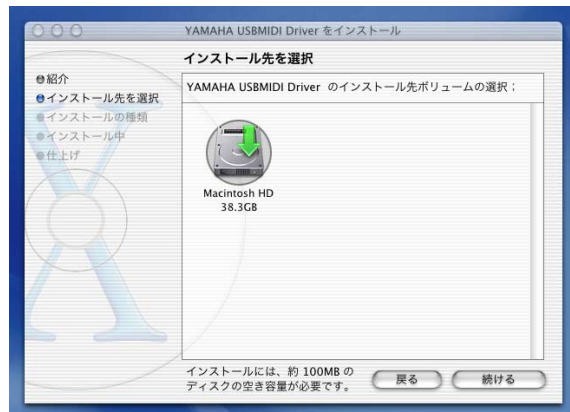 YAMAHA USBMIDI Driver をインストール
インストール先を選択
紹介
インストール先を選択
インストールの種類
インストール中
仕上げ
YAMAHA USBMIDI Driver のインストール先ボリュームの選択：
Macintosh HD
38.3GB
インストールには、約 100MB の
ディスクの空き容量が必要です。
戻る
続ける